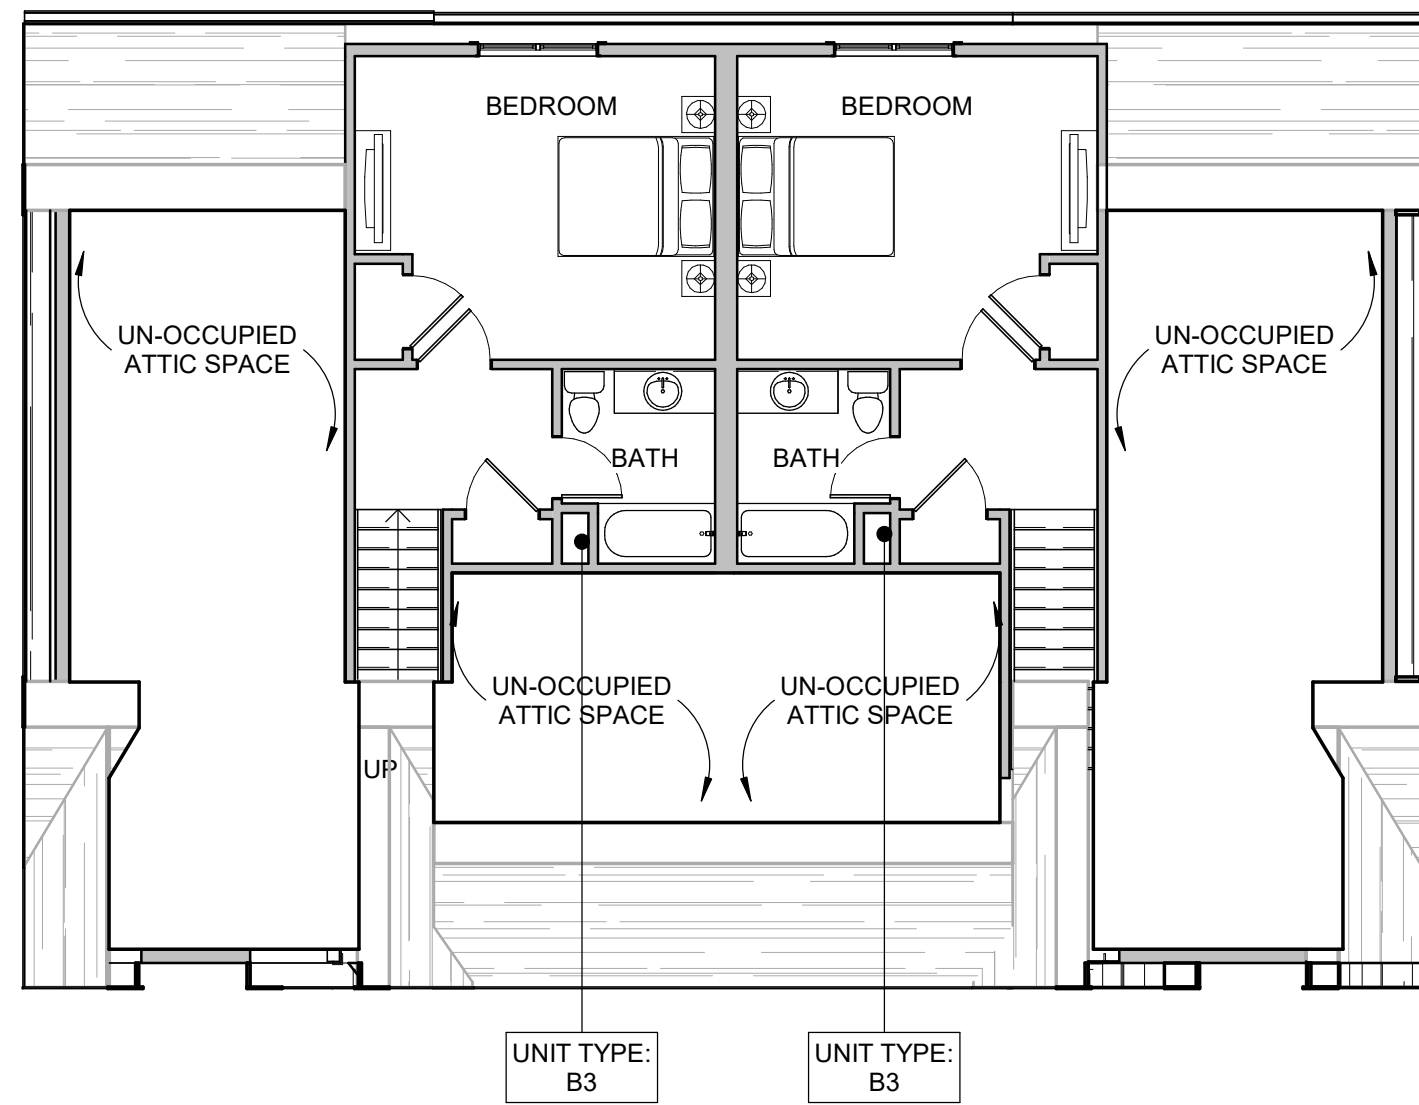 BEDROOM
BEDROOM
UN-OCCUPIED
ATTIC SPACE
UN-OCCUPIED
ATTIC SPACE
BATH
BATH
UN-OCCUPIED
ATTIC SPACE
UN-OCCUPIED
ATTIC SPACE
UP
UNIT TYPE:
B3
UNIT TYPE:
B3